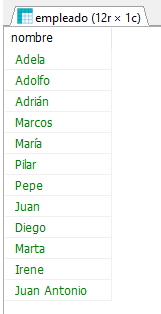 empleado (12r × 1c)
nombre
Adela
Adolfo
Adrián
Marcos
María
Pilar
Pepe
Juan
Diego
Marta
Irene
Juan Antonio